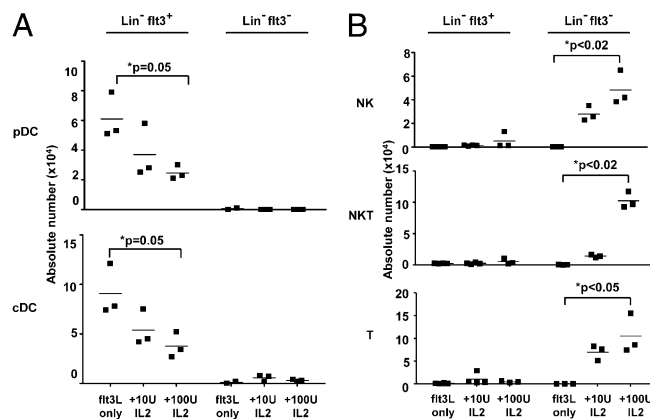 A
Lin⁻ flt3⁺
Lin⁻ flt3⁻
pDC
Absolute number (x10⁴)
10
8
6
4
2
0
*p=0.05
cDC
15
10
5
0
*p=0.05
flt3L only
+10U IL2
+100U IL2
flt3L only
+10U IL2
+100U IL2
B
Lin⁻ flt3⁺
Lin⁻ flt3⁻
NK
8
6
4
2
0
*p<0.02
NKT
Absolute number (x10⁴)
15
10
5
0
*p<0.02
T
20
15
10
5
0
*p<0.05
flt3L only
+10U IL2
+100U IL2
flt3L only
+10U IL2
+100U IL2